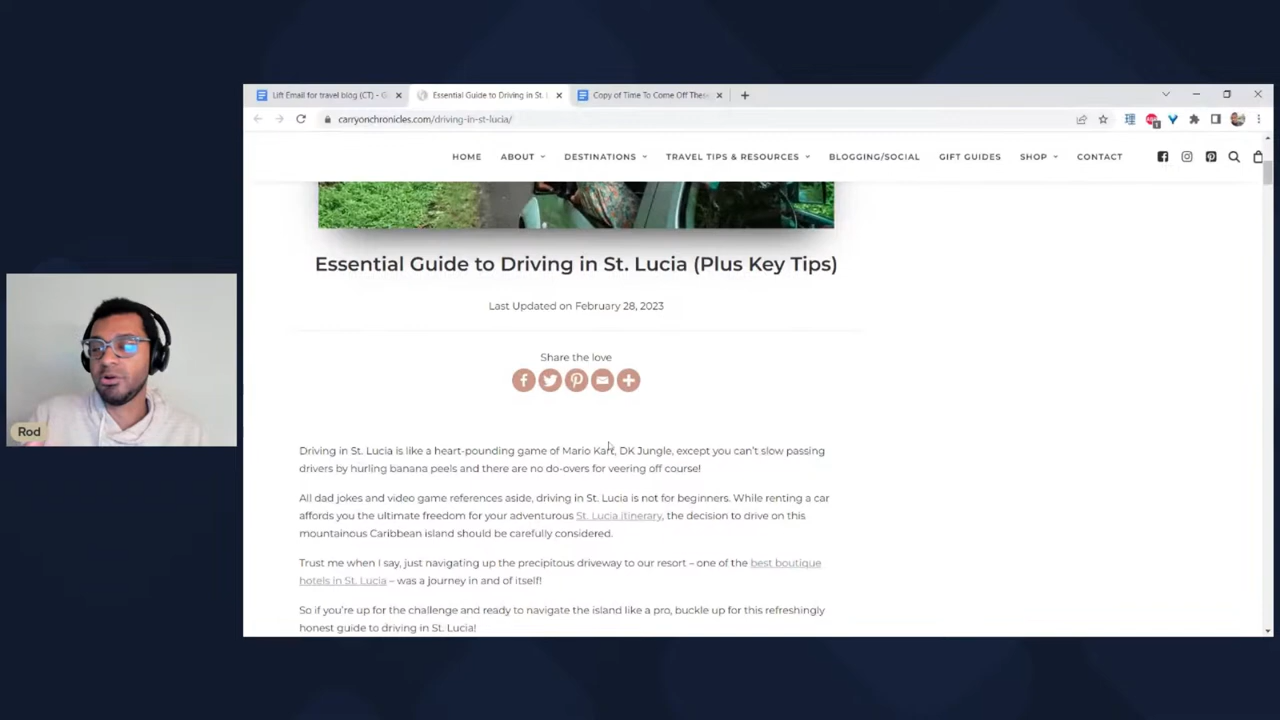 Lift Email for travel blog (CT) - G
Essential Guide to Driving in St. L
Copy of Time To Come Off These
carryonchronicles.com/driving-in-st-lucia/
HOME ABOUT DESTINATIONS TRAVEL TIPS & RESOURCES BLOGGING/SOCIAL GIFT GUIDES SHOP CONTACT
Essential Guide to Driving in St. Lucia (Plus Key Tips)
Last Updated on February 28, 2023
Share the love
Driving in St. Lucia is like a heart-pounding game of Mario Kart, DK Jungle, except you can’t slow passing
drivers by hurling banana peels and there are no do-overs for veering off course!
All dad jokes and video game references aside, driving in St. Lucia is not for beginners. While renting a car
affords you the ultimate freedom for your adventurous St. Lucia itinerary, the decision to drive on this
mountainous Caribbean island should be carefully considered.
Trust me when I say, just navigating up the precipitous driveway to our resort – one of the best boutique
hotels in St. Lucia – was a journey in and of itself!
So if you’re up for the challenge and ready to navigate the island like a pro, buckle up for this refreshingly
honest guide to driving in St. Lucia!
Rod